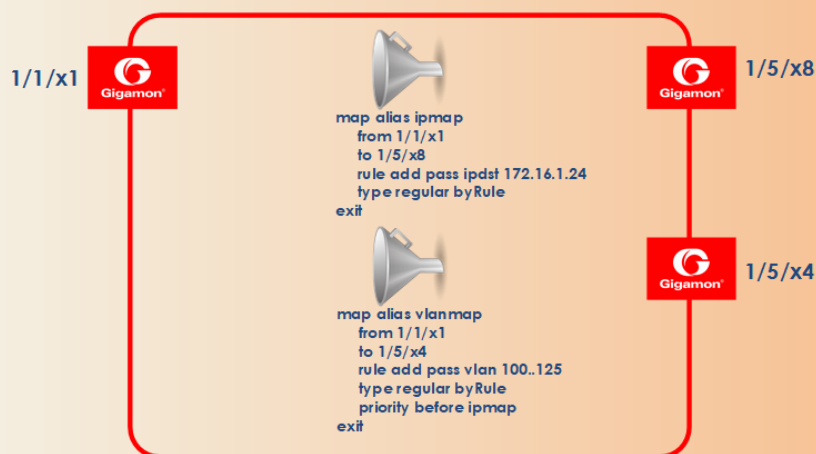 1/1/x1
Gigamon®
map alias ipmap
from 1/1/x1
to 1/5/x8
rule add pass ipdst 172.16.1.24
type regular byRule
exit
Gigamon®
1/5/x8
map alias vlanmap
from 1/1/x1
to 1/5/x4
rule add pass vlan 100..125
type regular byRule
priority before ipmap
exit
Gigamon®
1/5/x4